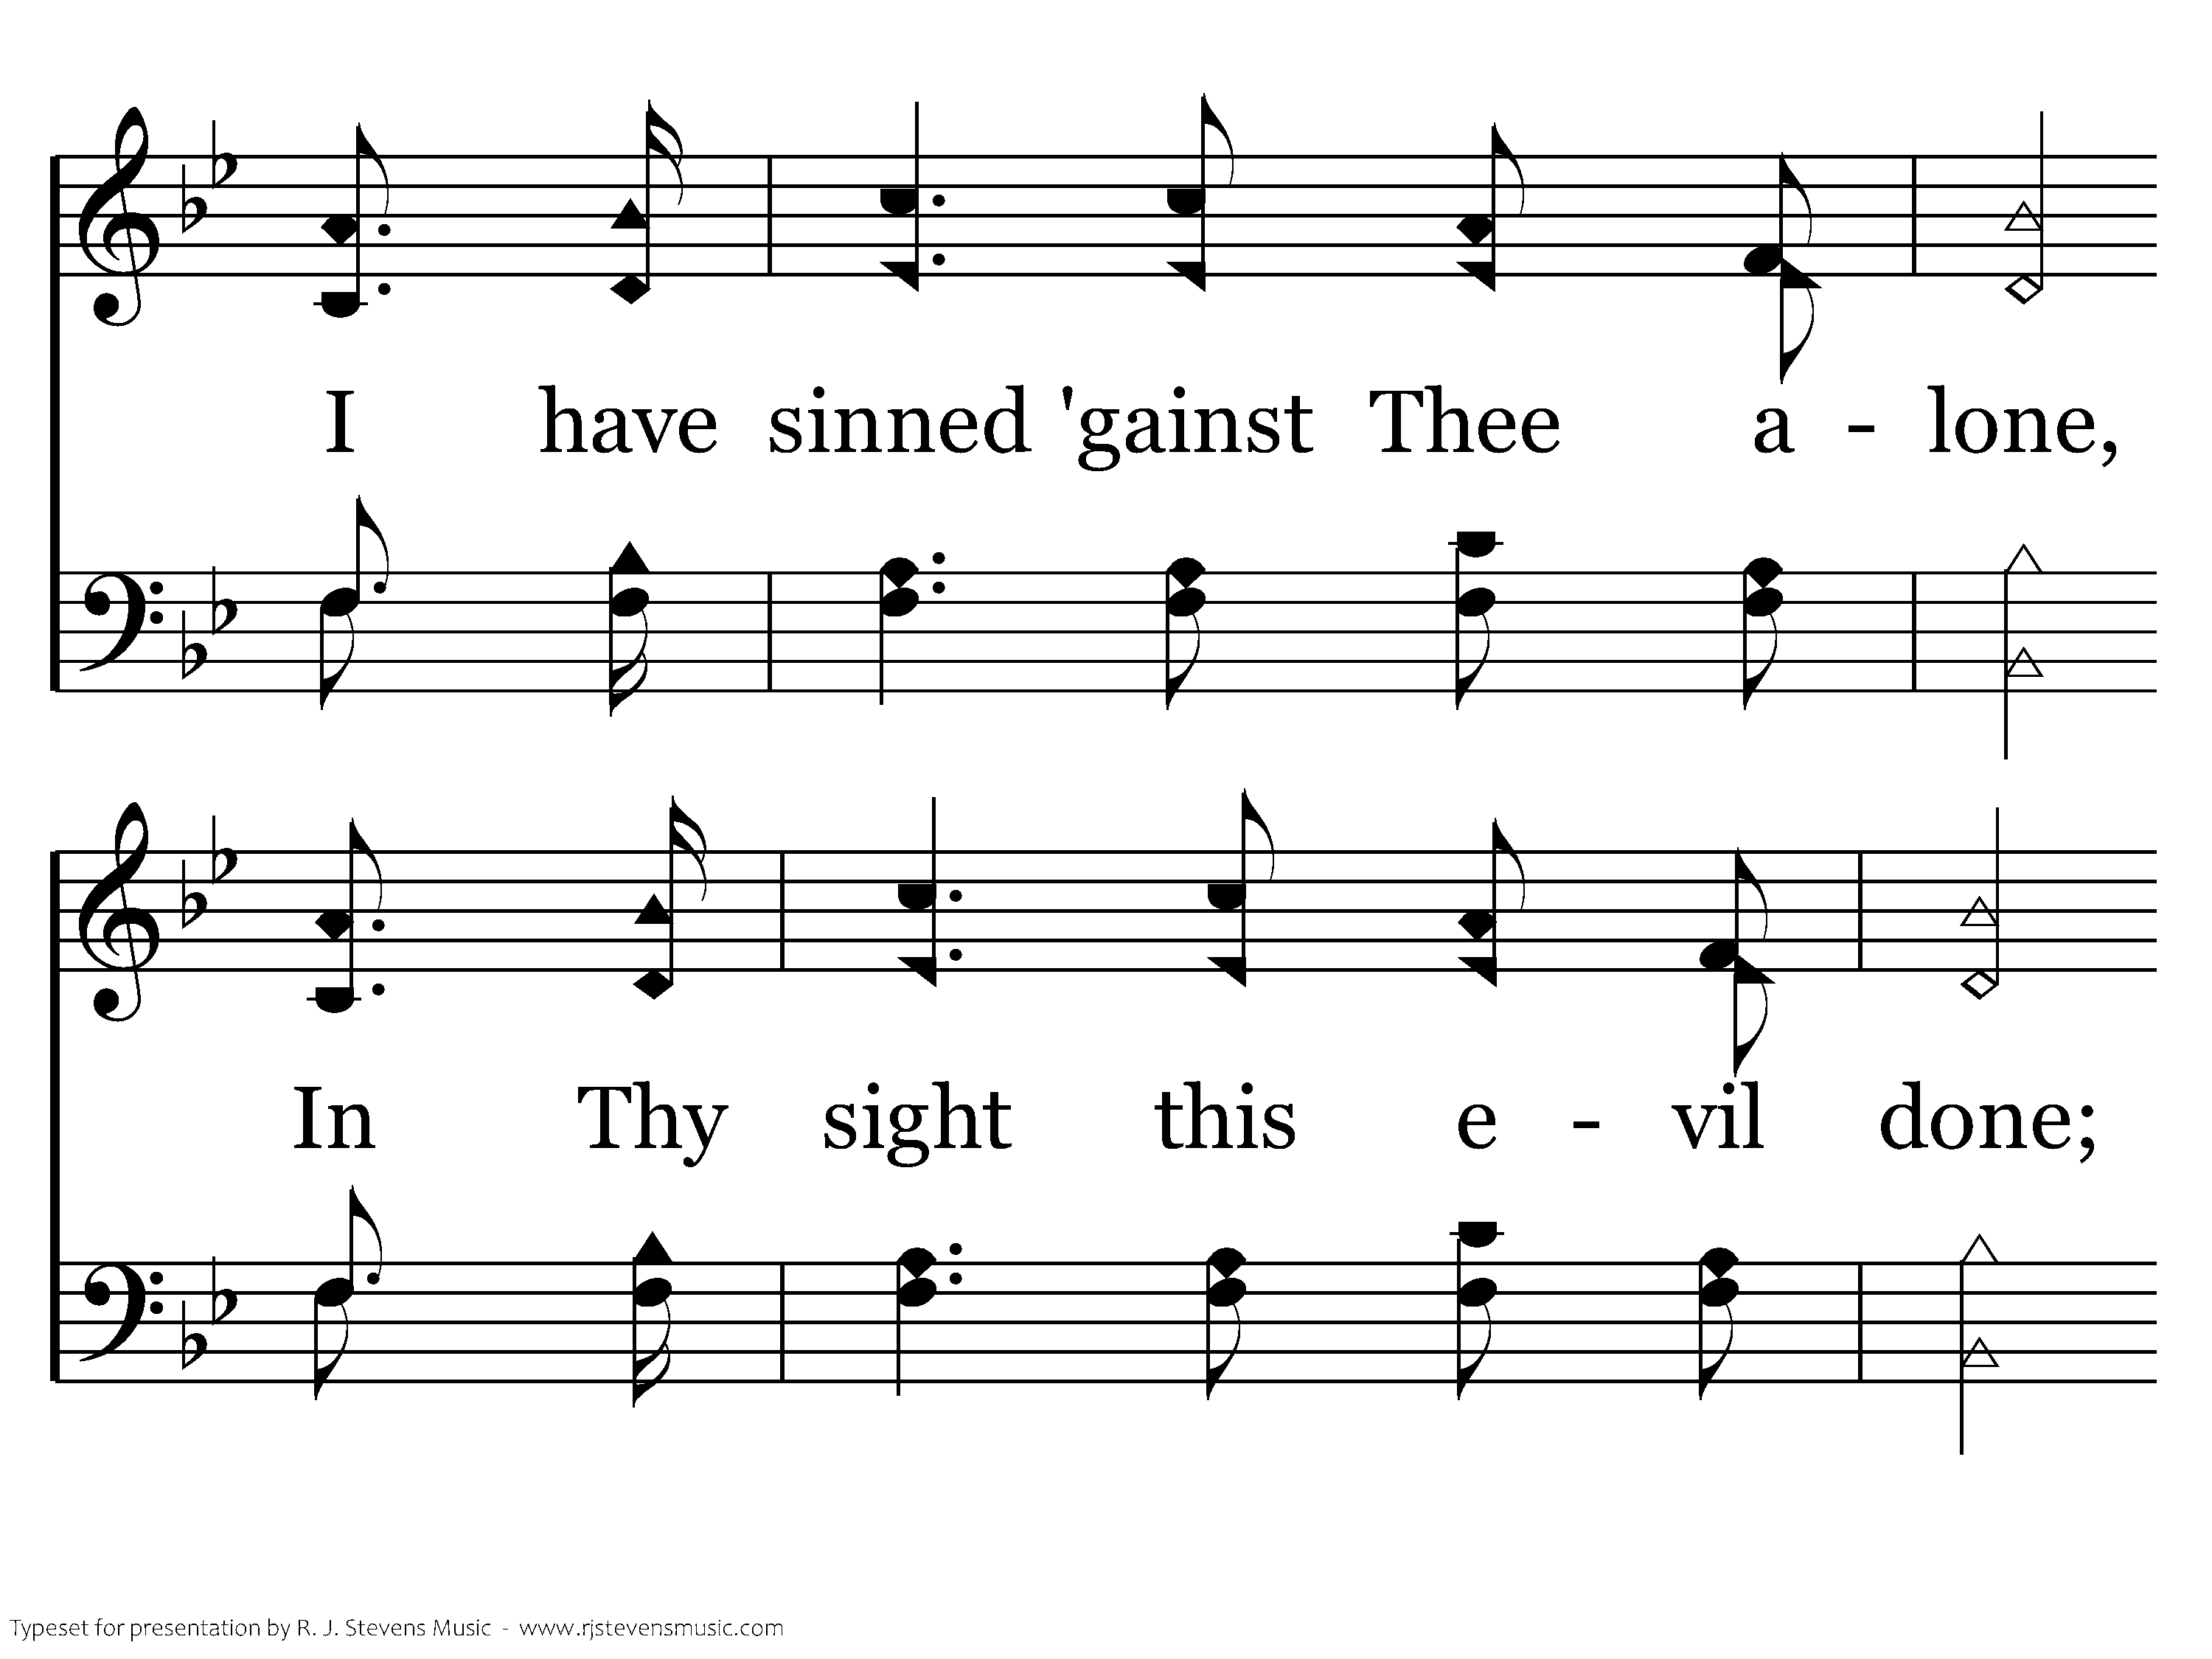 I have sinned 'gainst Thee a - lone,
In Thy sight this e - vil done;
Typeset for presentation by R. J. Stevens Music - www.rjstevensmusic.com